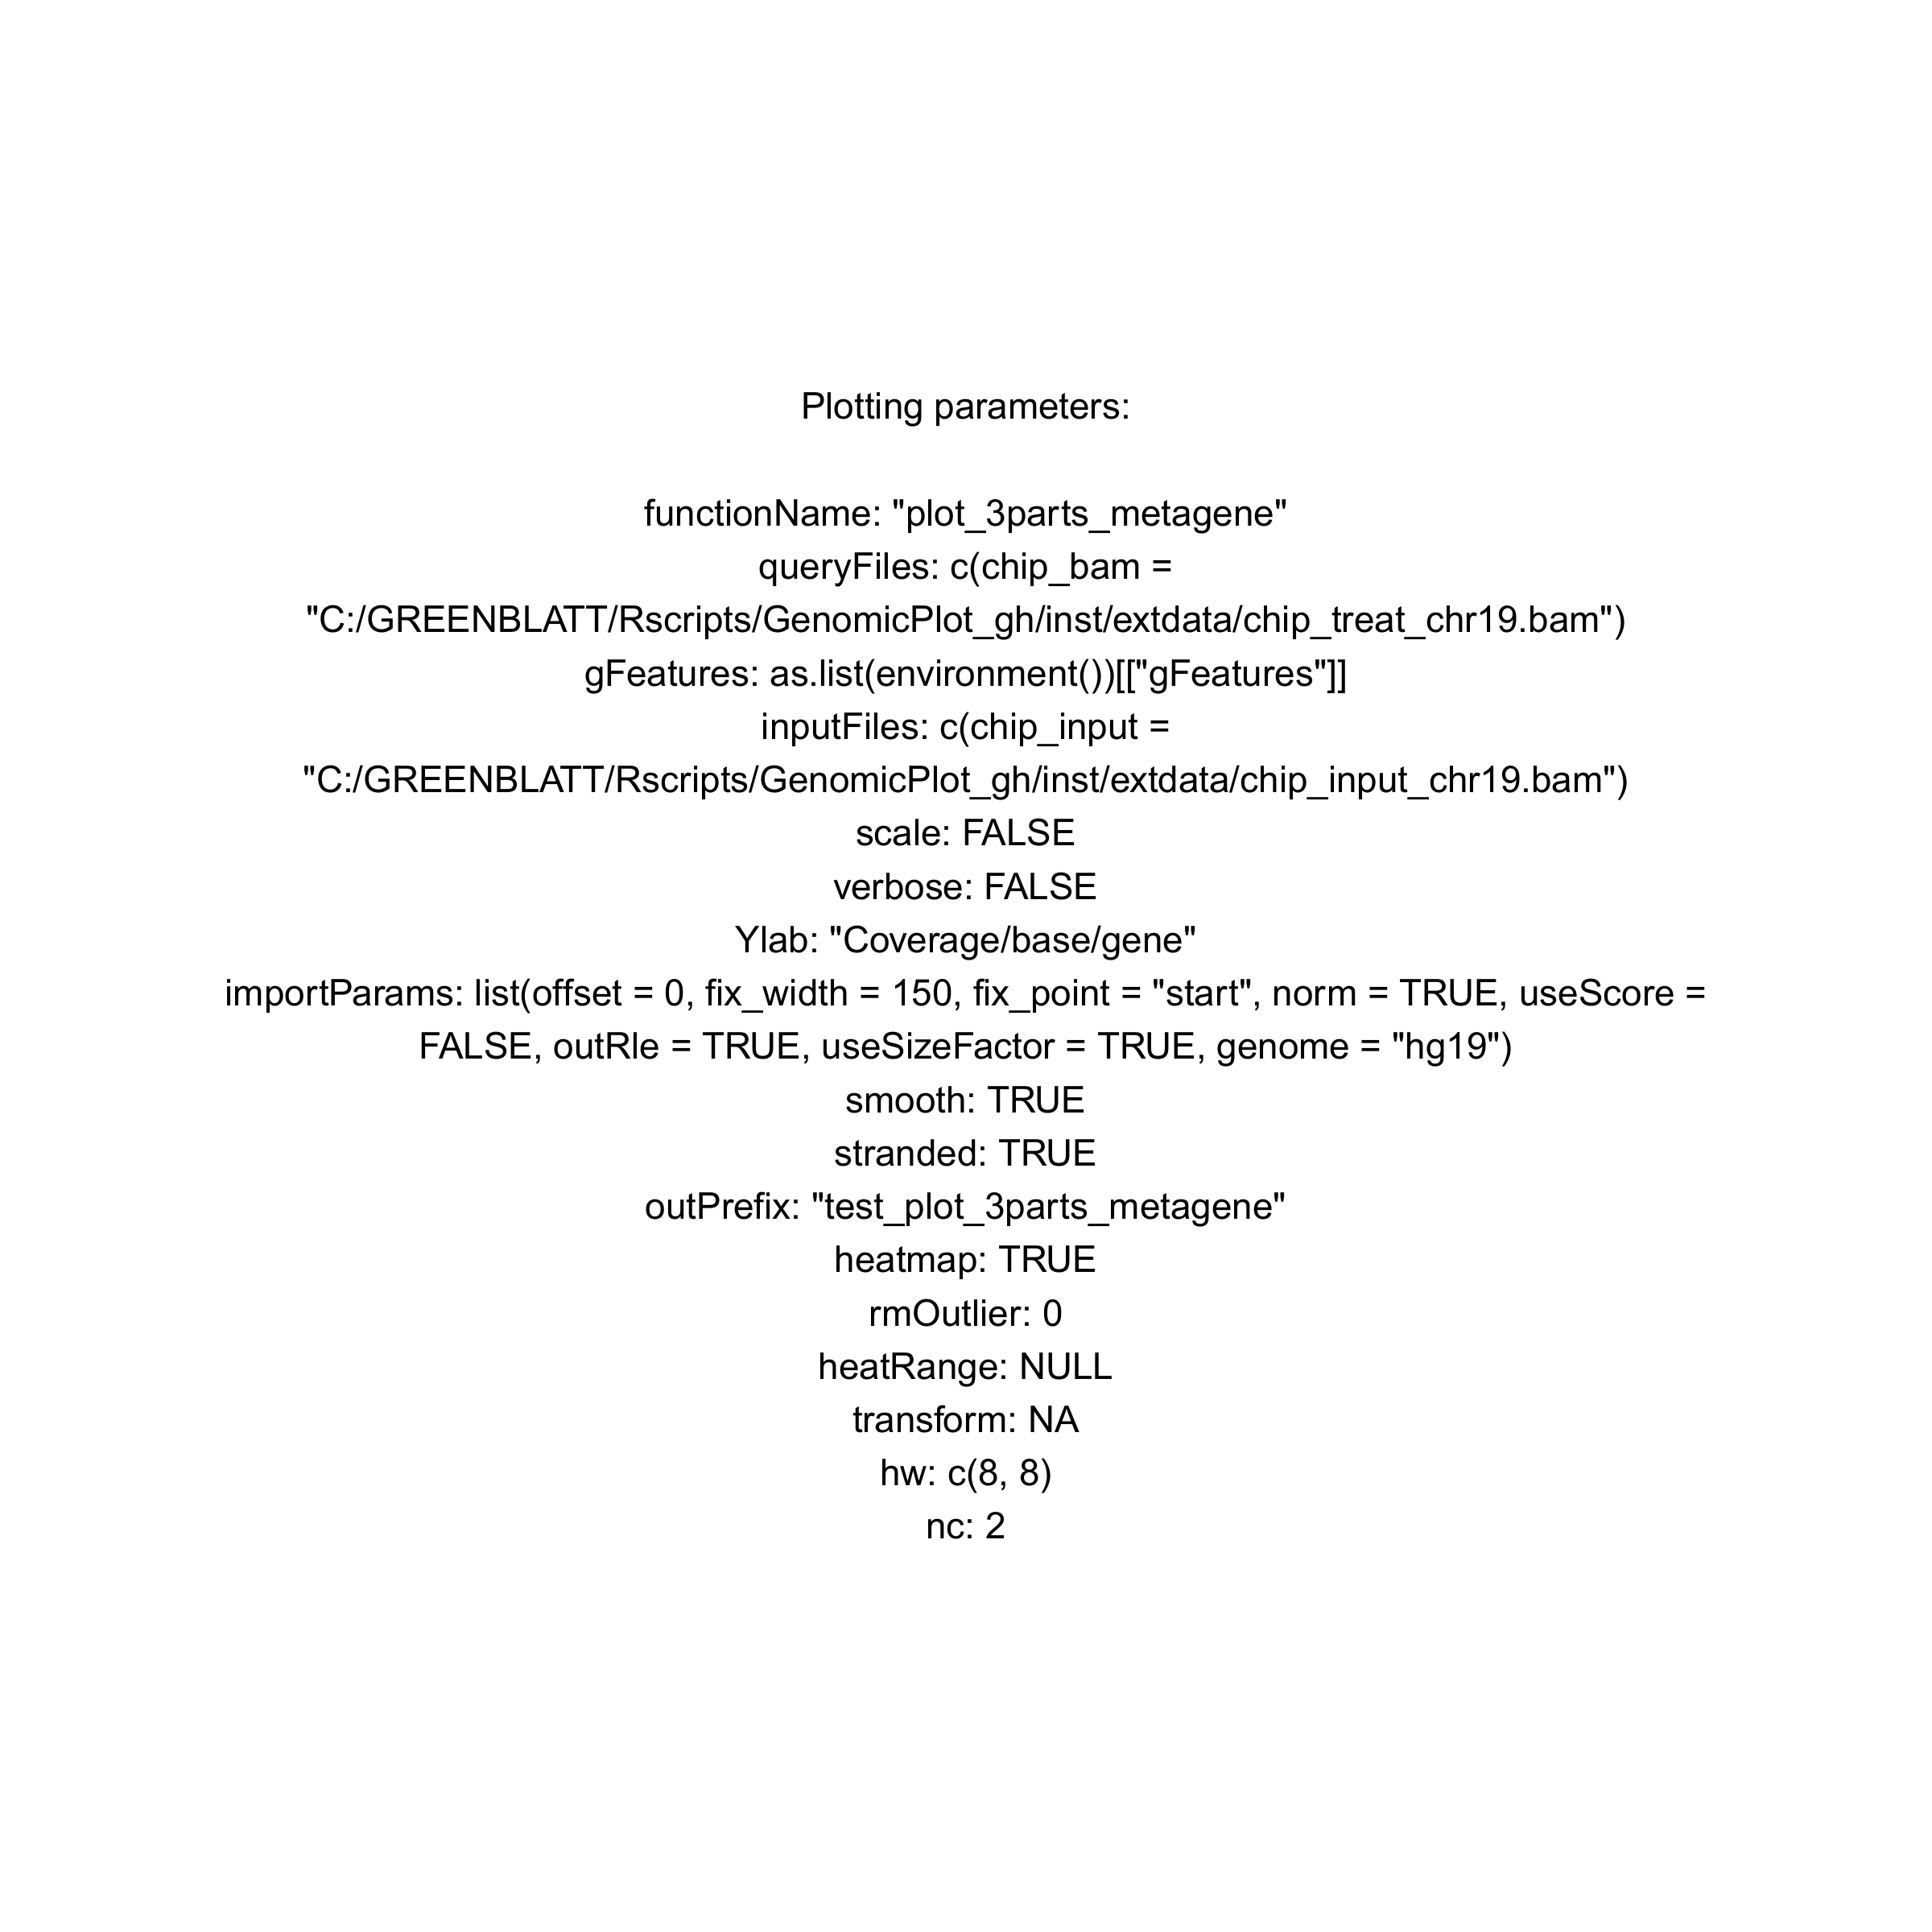 Plotting parameters:
functionName: "plot_3parts_metagene"
queryFiles: c(chip_bam =
"C:/GREENBLATT/Rscripts/GenomicPlot_gh/inst/extdata/chip_treat_chr19.bam")
gFeatures: as.list(environment())[["gFeatures"]]
inputFiles: c(chip_input =
"C:/GREENBLATT/Rscripts/GenomicPlot_gh/inst/extdata/chip_input_chr19.bam")
scale: FALSE
verbose: FALSE
Ylab: "Coverage/base/gene"
importParams: list(offset = 0, fix_width = 150, fix_point = "start", norm = TRUE, useScore =
FALSE, outRle = TRUE, useSizeFactor = TRUE, genome = "hg19")
smooth: TRUE
stranded: TRUE
outPrefix: "test_plot_3parts_metagene"
heatmap: TRUE
rmOutlier: 0
heatRange: NULL
transform: NA
hw: c(8, 8)
nc: 2